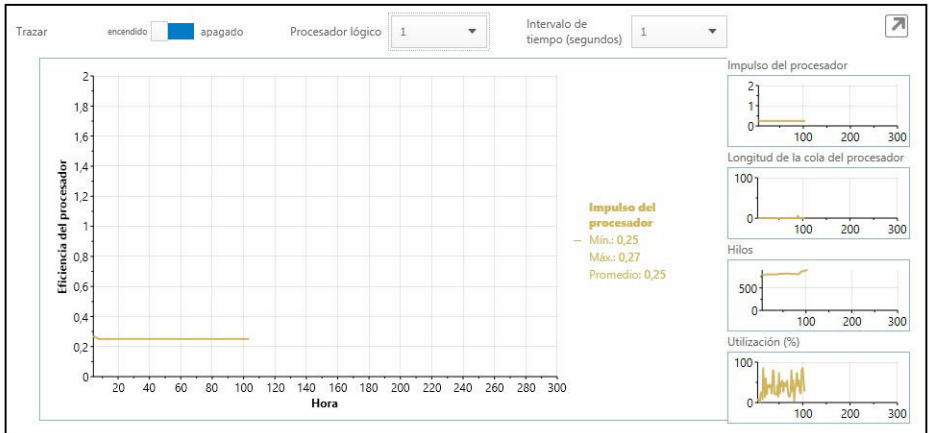 Trazar
encendido
apagado
Procesador lógico
1
Intervalo de
tiempo (segundos)
1
Eficiencia del procesador
2
1,8
1,6
1,4
1,2
1
0,8
0,6
0,4
0,2
0
20 40 60 80 100 120 140 160 180 200 220 240 260 280 300
Hora
Impulso del
procesador
Mín.: 0,25
Máx.: 0,27
Promedio: 0,25
Impulso del procesador
2
1
0
100 200 300
Longitud de la cola del procesador
100
0
100 200 300
Hilos
500
0
100 200 300
Utilización (%)
100
0
100 200 300